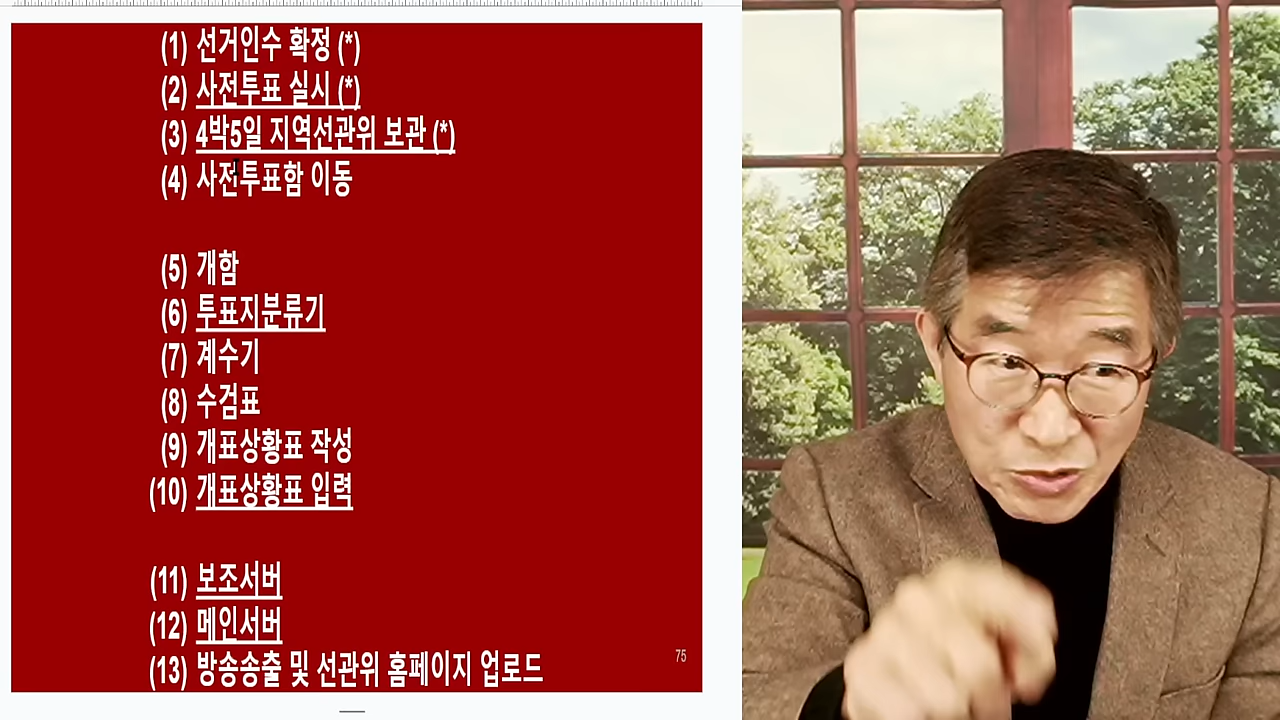 (1) 선거인수 확정 (*)
(2) 사전투표 실시 (*)
(3) 4박5일 지역선관위 보관 (*)
(4) 사전투표함 이동
(5) 개함
(6) 투표지분류기
(7) 계수기
(8) 수검표
(9) 개표상황표 작성
(10) 개표상황표 입력
(11) 보조서버
(12) 메인서버
(13) 방송송출 및 선관위 홈페이지 업로드
75